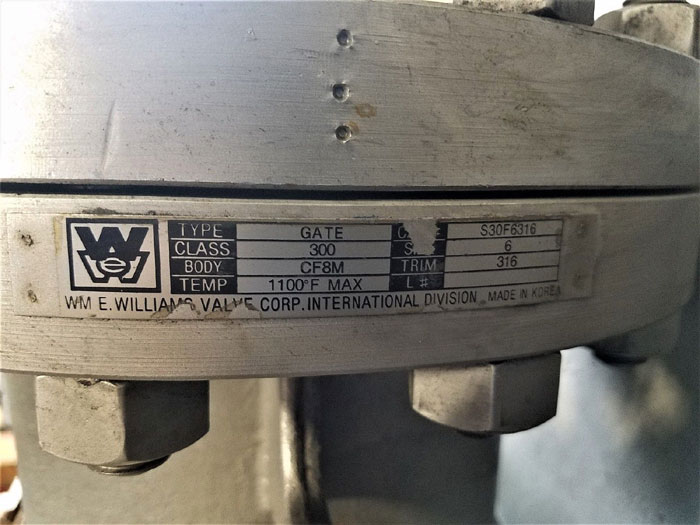 TYPE GATE S30F6316
CLASS 300 6
BODY CF8M TRIM 316
TEMP 1100°F MAX L #
WM E. WILLIAMS VALVE CORP. INTERNATIONAL DIVISION MADE IN KOREA